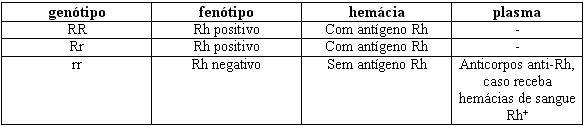 genótipo fenótipo hemácia plasma
RR Rh positivo Com antígeno Rh -
Rr Rh positivo Com antígeno Rh -
rr Rh negativo Sem antígeno Rh Anticorpos anti-Rh,
caso receba
hemácias de sangue
Rh+